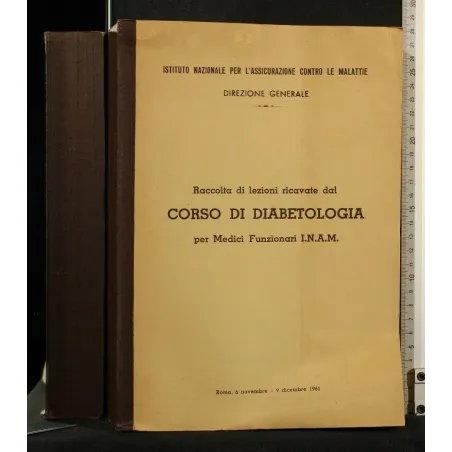 ISTITUTO NAZIONALE PER L'ASSICURAZIONE CONTRO LE MALATTIE
DIREZIONE GENERALE
Raccolta di lezioni ricavate dal
CORSO DI DIABETOLOGIA
per Medici Funzionari I.N.A.M.
Roma, 6 novembre - 9 dicembre 1961